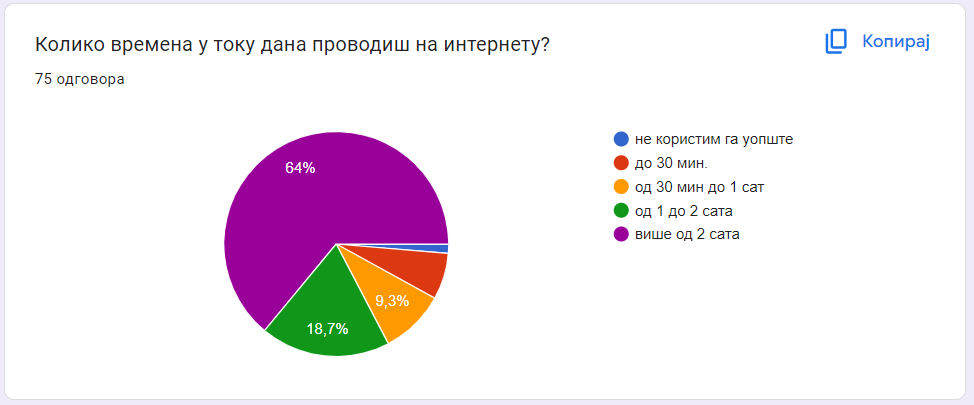 Колико времена у току дана проводиш на интернету?
Копирај
75 одговора
64%
9,3%
18,7%
не користим га уопште
до 30 мин.
од 30 мин до 1 сат
од 1 до 2 сата
више од 2 сата